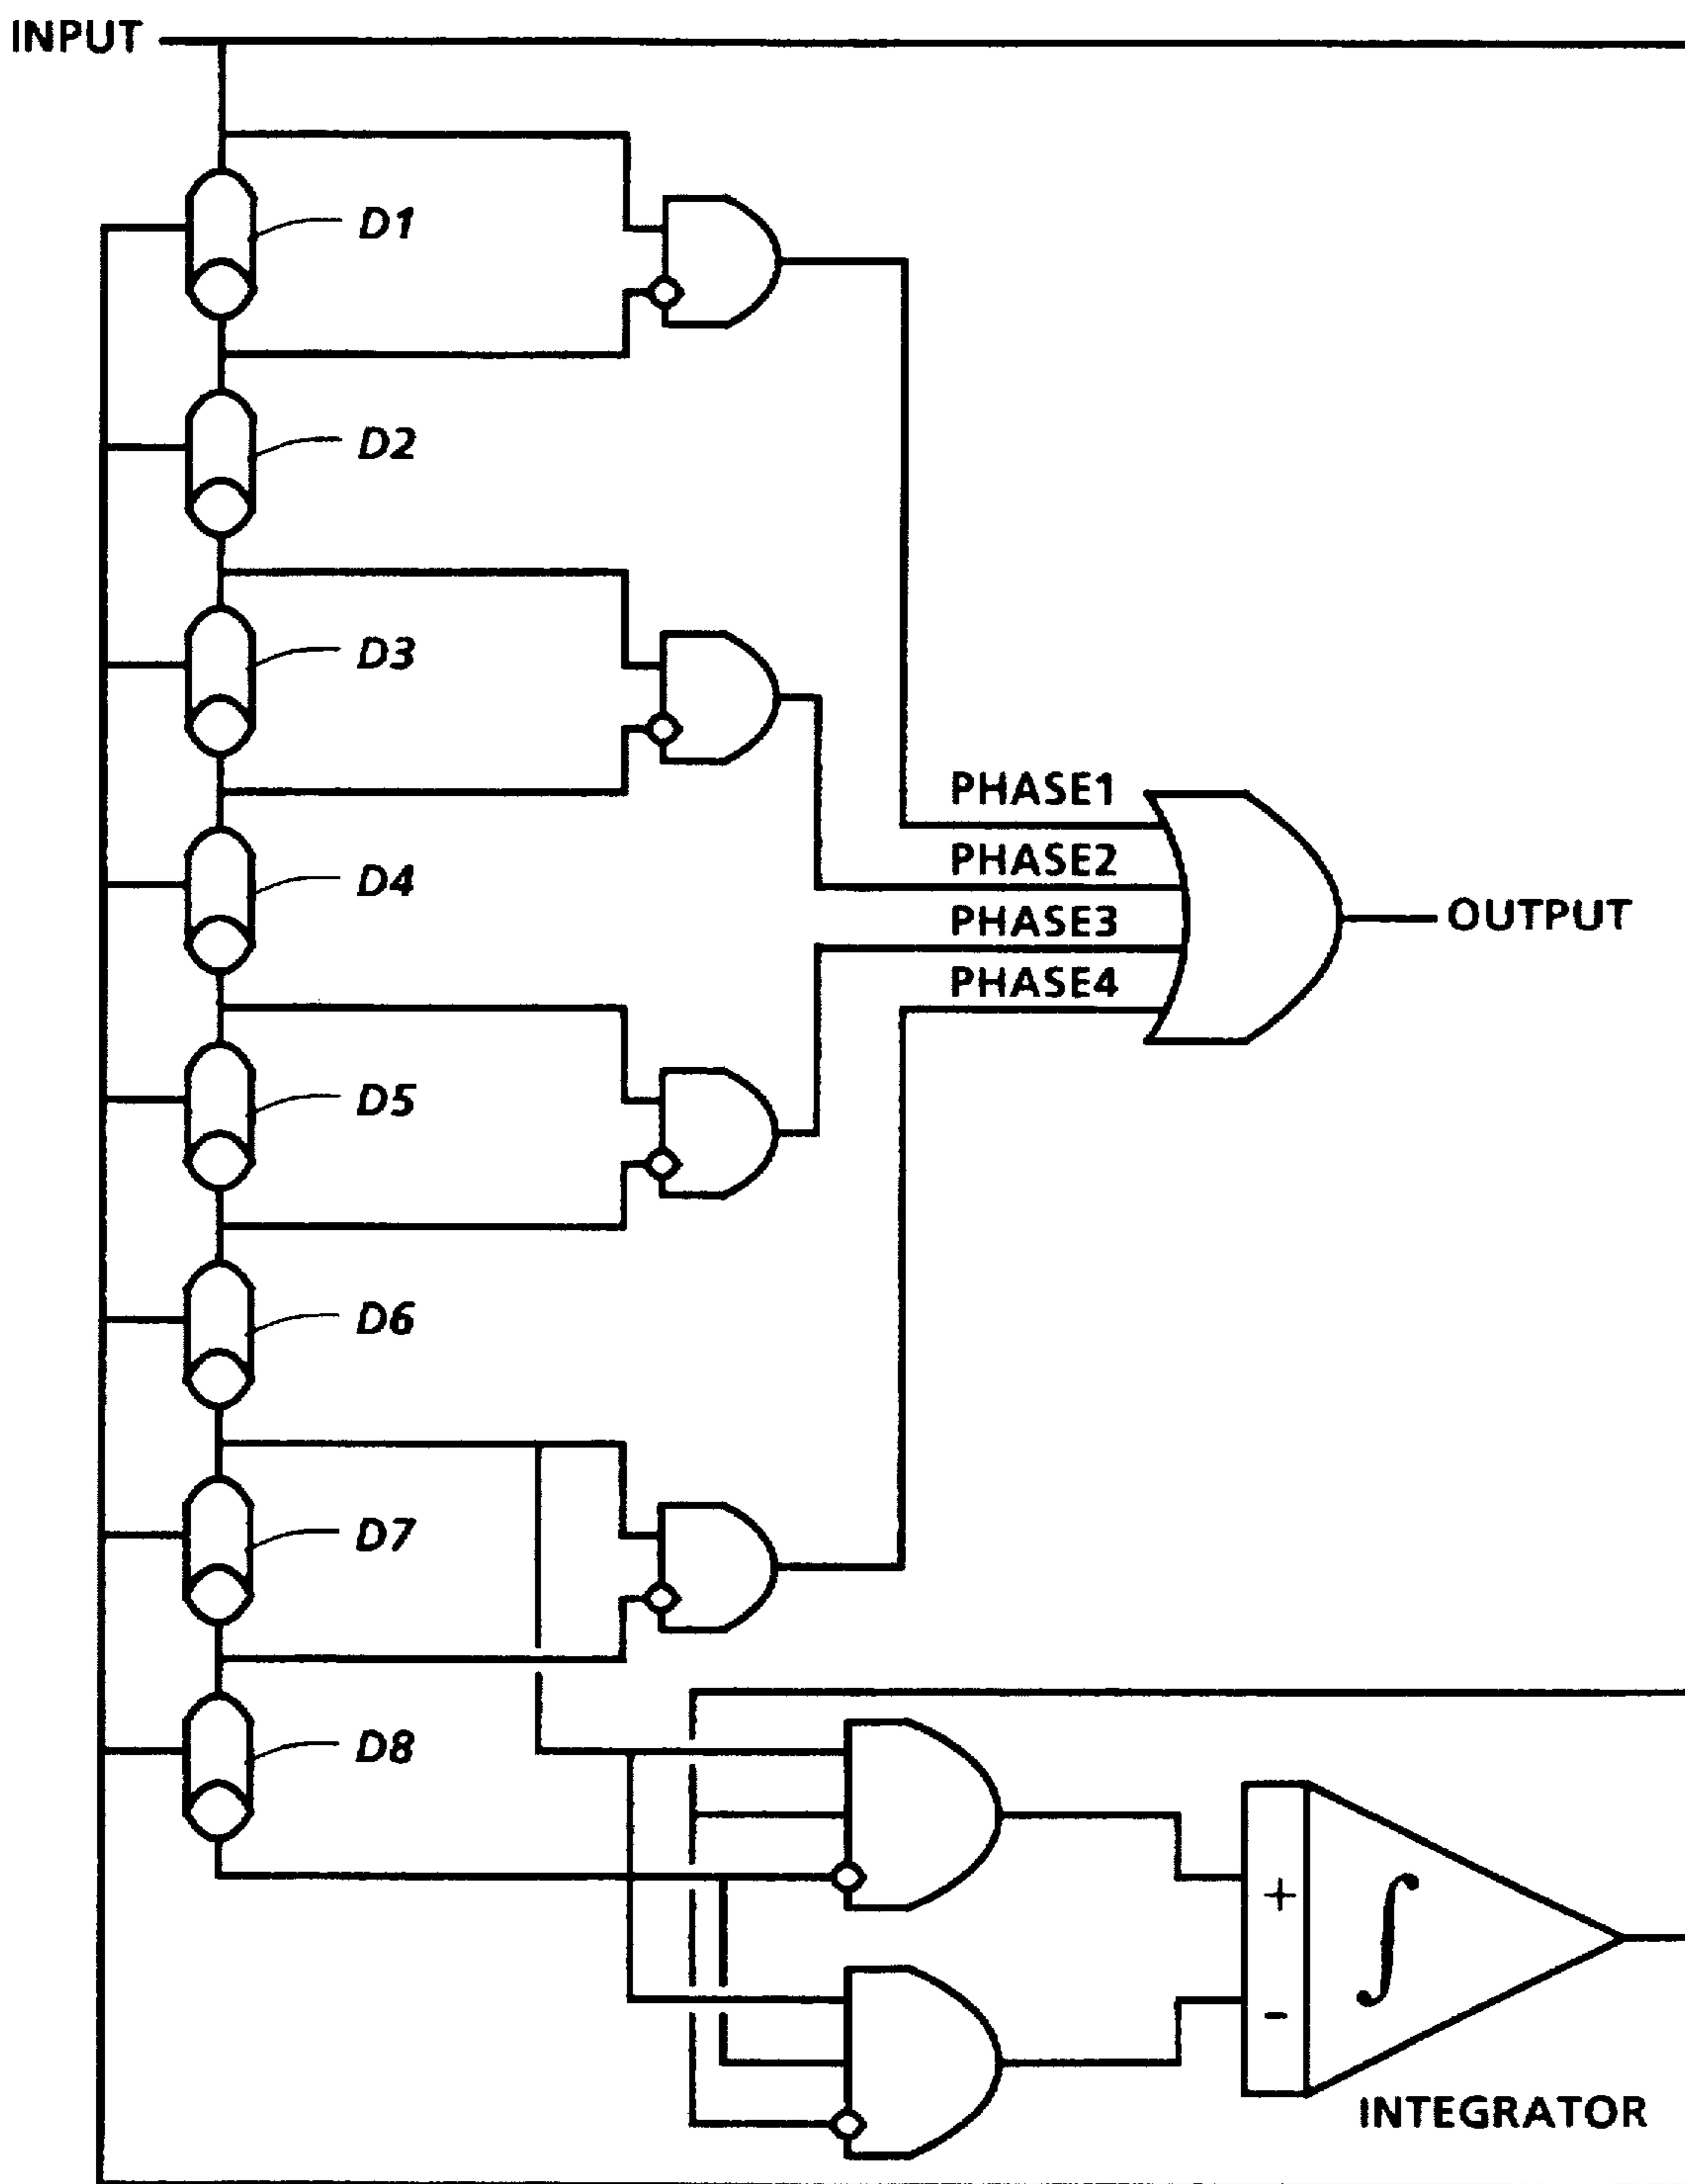 INPUT
D1
D2
D3
D4
D5
D6
D7
D8
PHASE1
PHASE2
PHASE3
PHASE4
OUTPUT
+
∫
-
INTEGRATOR